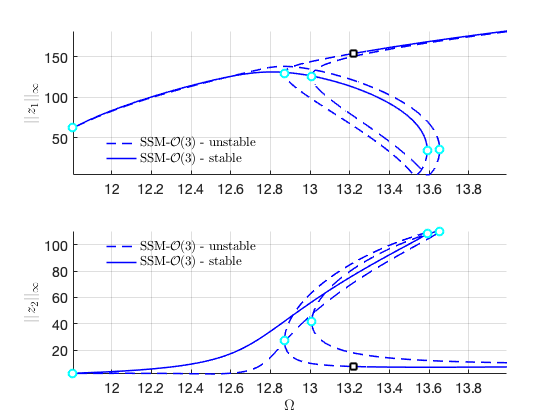 150
100
50
||z₁||∞
SSM-𝒪(3) - unstable
SSM-𝒪(3) - stable
12 12.2 12.4 12.6 12.8 13 13.2 13.4 13.6 13.8
100
80
60
40
20
||z₂||∞
SSM-𝒪(3) - unstable
SSM-𝒪(3) - stable
12 12.2 12.4 12.6 12.8 13 13.2 13.4 13.6 13.8
Ω